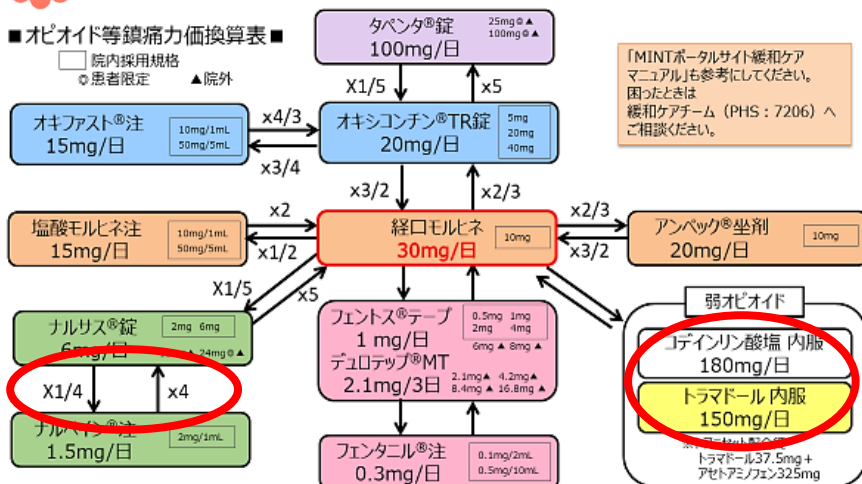 ■オピオイド等鎮痛力価換算表■
院内採用規格
◎患者限定 ▲院外
タペンタ®錠
100mg/日
25mg◎▲
100mg◎▲
「MINTポータルサイト緩和ケア
マニュアル」も参考にしてください。
困ったときは
緩和ケアチーム（PHS：7206）へ
ご相談ください。
X1/5
x5
オキファスト®注
15mg/日
10mg/1mL
50mg/5mL
x4/3
x3/4
オキシコンチン®TR錠
20mg/日
5mg
20mg
40mg
x3/2
x2/3
塩酸モルヒネ注
15mg/日
10mg/1mL
50mg/5mL
x2
x1/2
経口モルヒネ
30mg/日
10mg
x2/3
x3/2
アンペック®坐剤
20mg/日
10mg
X1/5
x5
ナルサス®錠
6mg/日
2mg 6mg
▲ 24mg◎▲
X1/4
x4
ナルベイン®注
1.5mg/日
2mg/1mL
フェントス®テープ
1 mg/日
0.5mg 1mg
2mg 4mg
6mg▲ 8mg▲
デュロテップ®MT
2.1mg/3日
2.1mg▲ 4.2mg▲
8.4mg▲ 16.8mg▲
フェンタニル®注
0.3mg/日
0.1mg/2mL
0.5mg/10mL
弱オピオイド
コデインリン酸塩 内服
180mg/日
トラマドール 内服
150mg/日
トラマドール37.5mg＋
アセトアミノフェン325mg